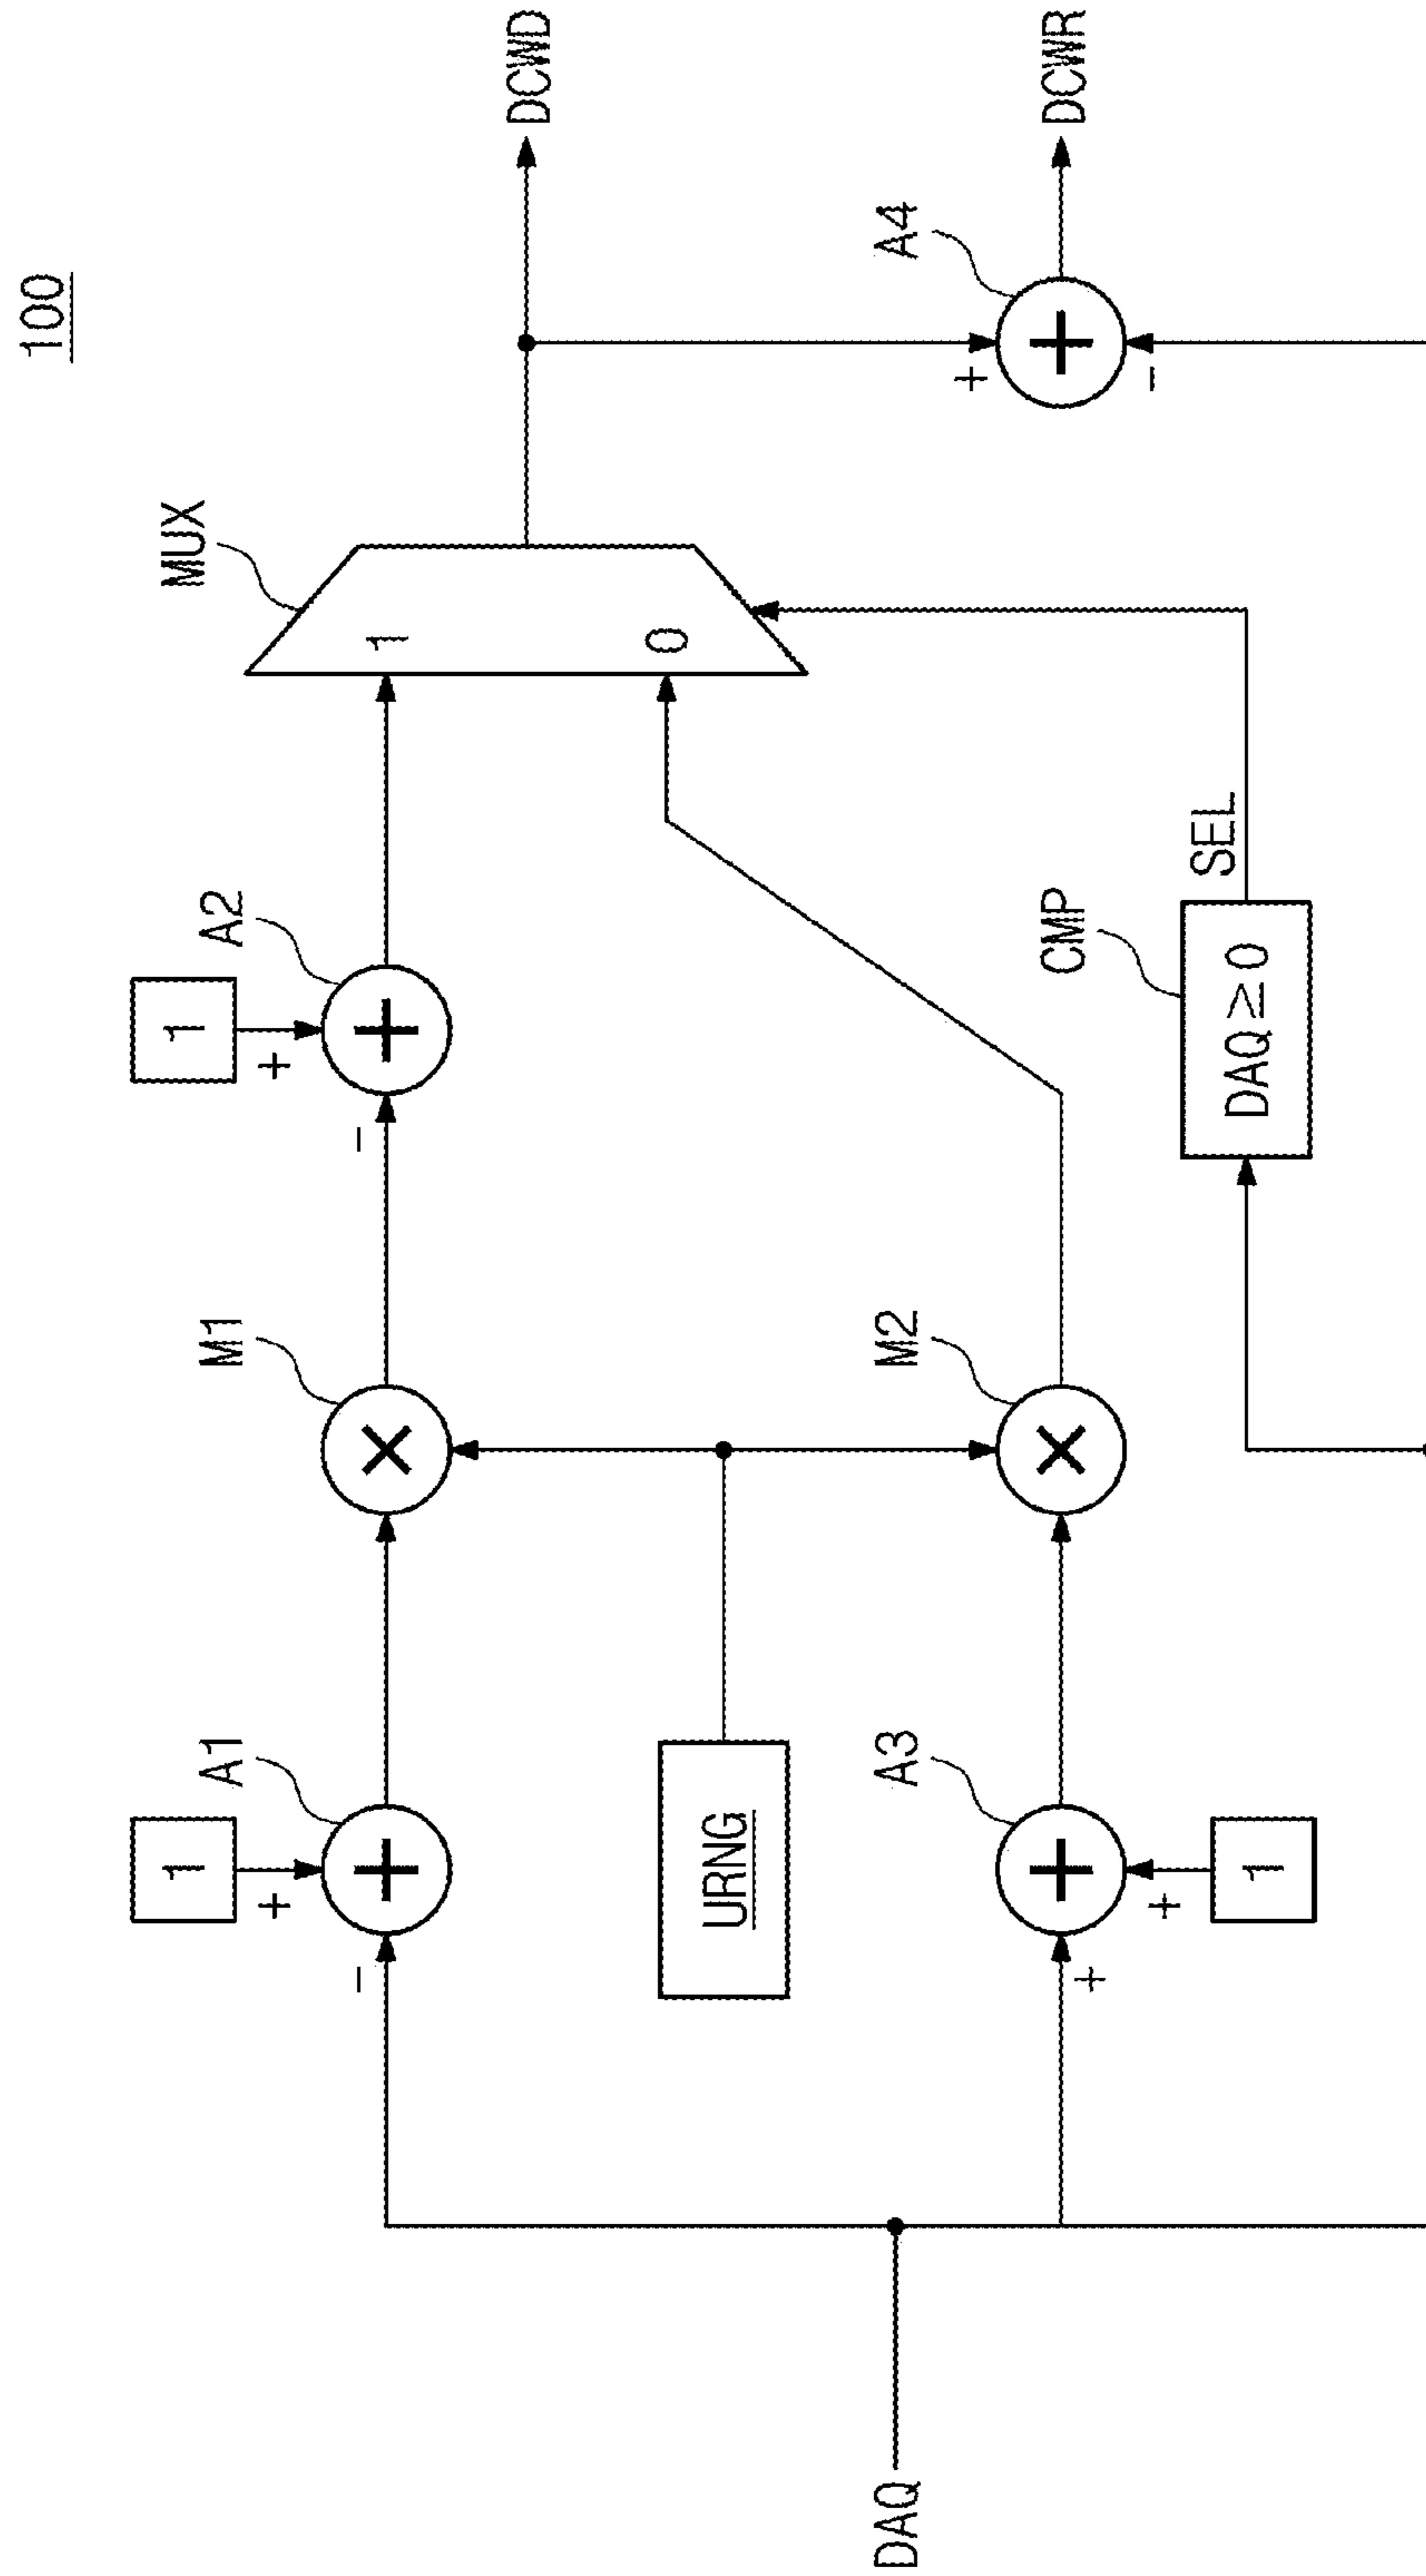 100
1
A1
M1
1
A2
MUX
+
−
+
−
1
0
DCWD
URNG
DAQ
A3
M2
A4
+
+
1
+
−
DCWR
CMP
DAQ≥0
SEL